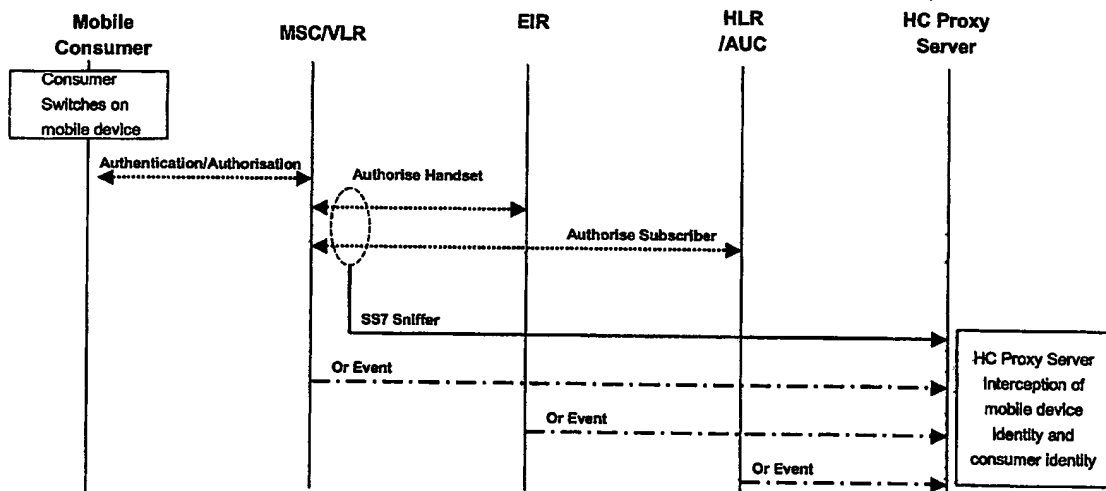 Mobile
Consumer
MSC/VLR
EIR
HLR
/AUC
HC Proxy
Server
Consumer
Switches on
mobile device
Authentication/Authorisation
Authorise Handset
Authorise Subscriber
SS7 Sniffer
Or Event
Or Event
Or Event
HC Proxy Server
Interception of
mobile device
Identity and
consumer identity